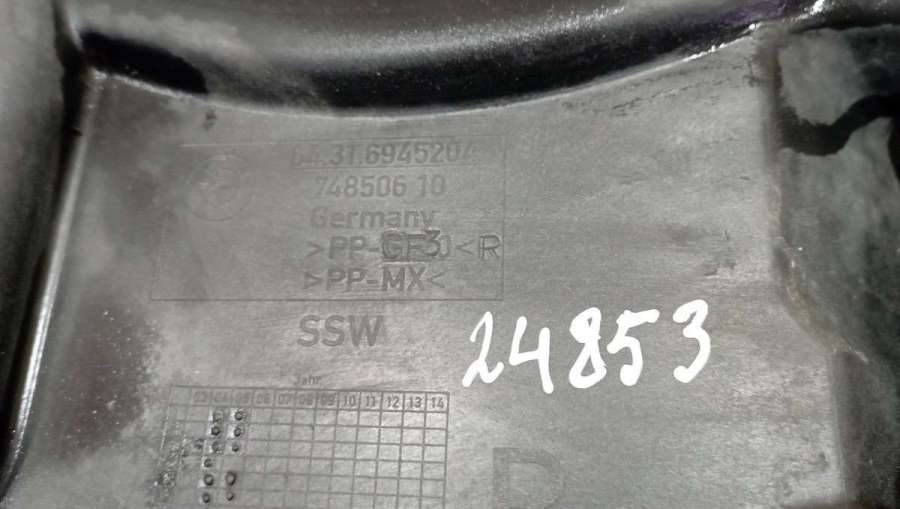 64.31.6945204
748506 10
Germany
>PP-GF30<R
>PP-MX<
SSW
24853
Jahr
03 04 05 06 07 08 09 10 11 12 13 14
D